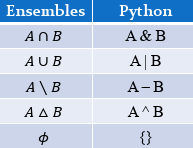 Ensembles Python
A ∩ B A & B
A ∪ B A | B
A \ B A – B
A △ B A ^ B
ϕ {}